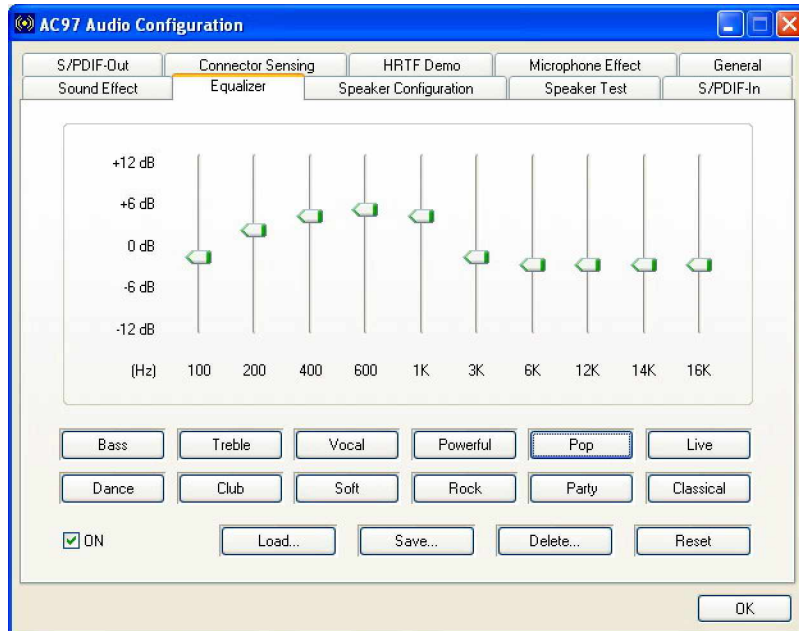 AC97 Audio Configuration
S/PDIF-Out Connector Sensing HRTF Demo Microphone Effect General
Sound Effect Equalizer Speaker Configuration Speaker Test S/PDIF-In
+12 dB
+6 dB
0 dB
-6 dB
-12 dB
(Hz) 100 200 400 600 1K 3K 6K 12K 14K 16K
Bass Treble Vocal Powerful Pop Live
Dance Club Soft Rock Party Classical
ON Load... Save... Delete... Reset
OK